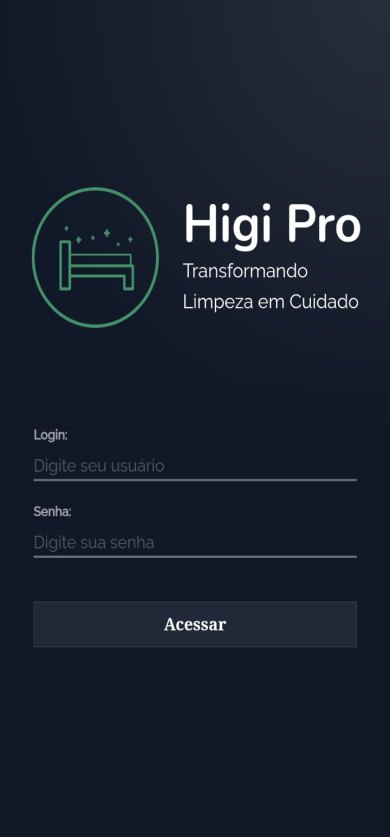 Higi Pro
Transformando
Limpeza em Cuidado
Login:
Digite seu usuário
Senha:
Digite sua senha
Acessar